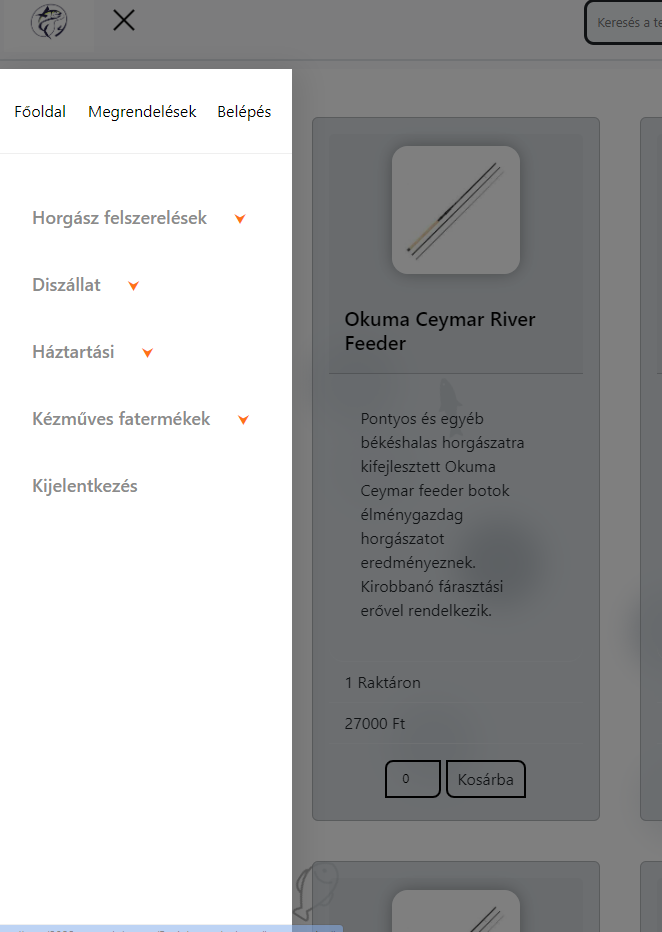 Keresés a te
Főoldal Megrendelések Belépés
Horgász felszerelések
Diszállat
Háztartási
Kézműves fatermékek
Kijelentkezés
Okuma Ceymar River
Feeder
Pontyos és egyéb
békéshalas horgászatra
kifejlesztett Okuma
Ceymar feeder botok
élménygazdag
horgászatot
eredményeznek.
Kirobbanó fárasztási
erővel rendelkezik.
1 Raktáron
27000 Ft
0 Kosárba